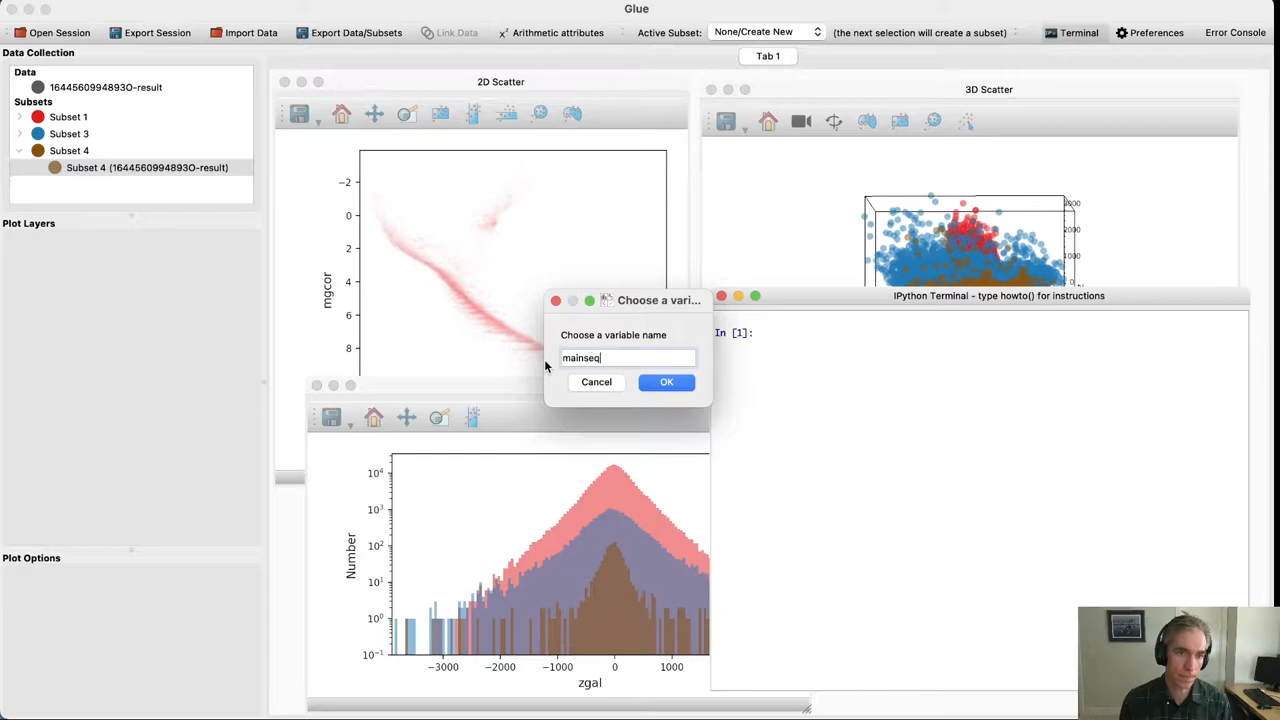 Glue
Open Session Export Session Import Data Export Data/Subsets Link Data Arithmetic attributes Active Subset: None/Create New (the next selection will create a subset) Terminal Preferences Error Console
Data Collection
Tab 1
Data
1644560994893O-result
Subsets
Subset 1
Subset 3
Subset 4
Subset 4 (1644560994893O-result)
Plot Layers
Plot Options
2D Scatter
−2
0
2
4
6
8
mgcor
3D Scatter
3000
2000
1000
Choose a vari...
Choose a variable name
mainseq
Cancel OK
IPython Terminal - type howto() for instructions
In [1]:
10⁴
10³
10²
10¹
10⁰
10⁻¹
Number
−3000 −2000 −1000 0 1000
zgal